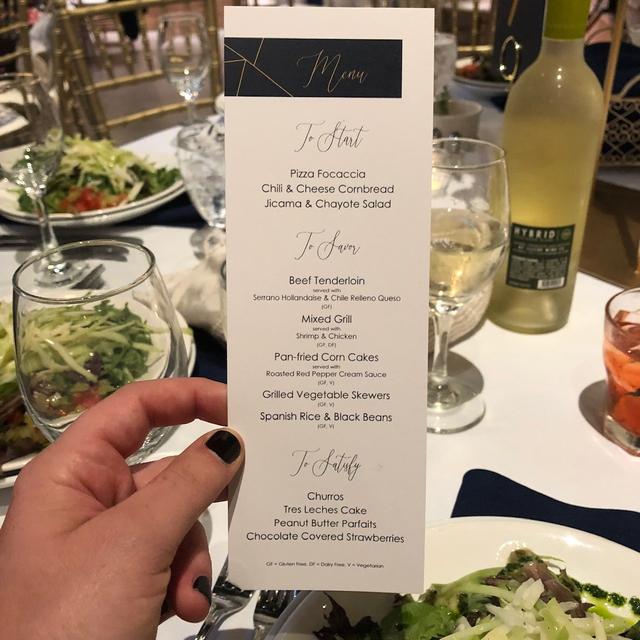 Menu
To Start
Pizza Focaccia
Chili & Cheese Cornbread
Jicama & Chayote Salad
To Savor
Beef Tenderloin
served with
Serrano Hollandaise & Chile Relleno Queso
(GF)
Mixed Grill
served with
Shrimp & Chicken
(GF, DF)
Pan-fried Corn Cakes
served with
Roasted Red Pepper Cream Sauce
(GF, V)
Grilled Vegetable Skewers
(GF, V)
Spanish Rice & Black Beans
(GF, V)
To Satisfy
Churros
Tres Leches Cake
Peanut Butter Parfaits
Chocolate Covered Strawberries
GF = Gluten Free, DF = Dairy Free, V = Vegetarian
HYBRID